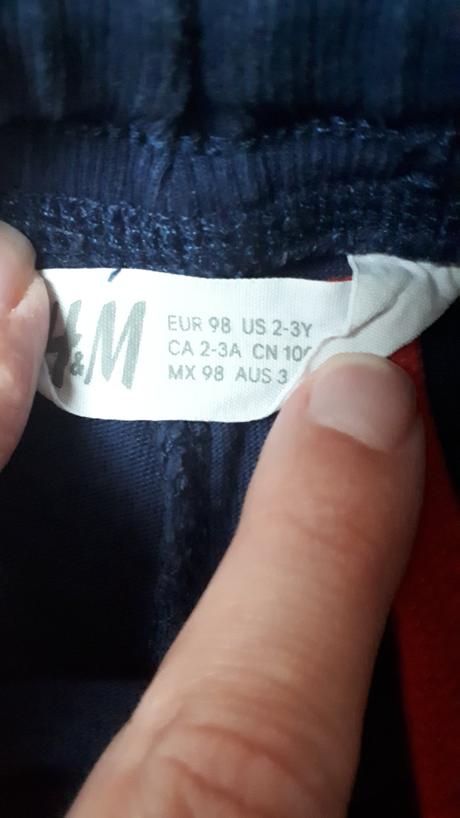 H&M
EUR 98 US 2-3Y
CA 2-3A CN
MX 98 AUS 3